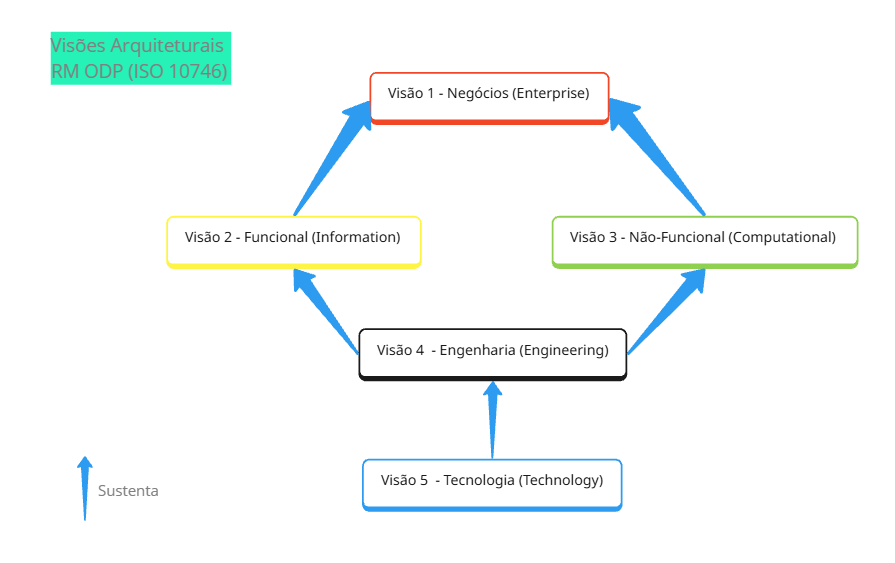 Visões Arquiteturais
RM ODP (ISO 10746)
Visão 1 - Negócios (Enterprise)
Visão 2 - Funcional (Information)
Visão 3 - Não-Funcional (Computational)
Visão 4  - Engenharia (Engineering)
Visão 5  - Tecnologia (Technology)
Sustenta